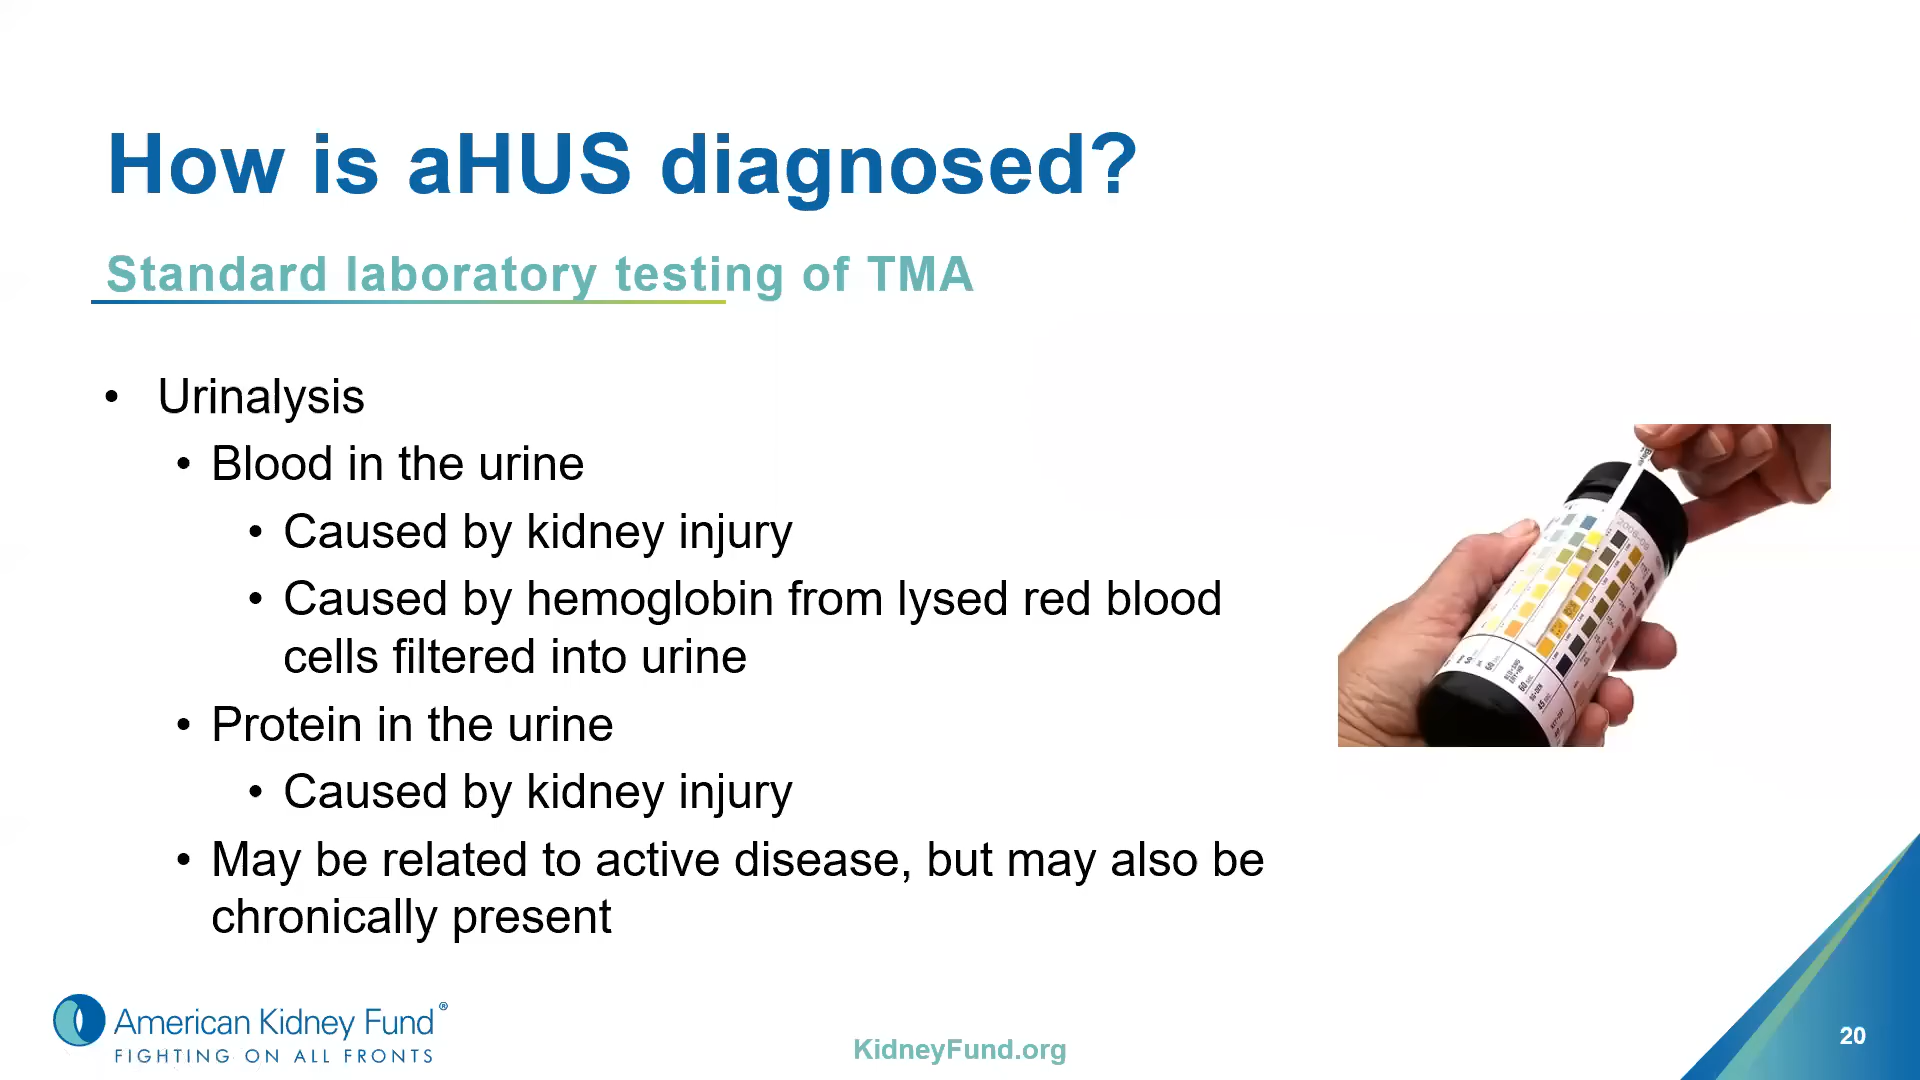 How is aHUS diagnosed?
Standard laboratory testing of TMA
• Urinalysis
• Blood in the urine
• Caused by kidney injury
• Caused by hemoglobin from lysed red blood
cells filtered into urine
• Protein in the urine
• Caused by kidney injury
• May be related to active disease, but may also be
chronically present
American Kidney Fund®
FIGHTING ON ALL FRONTS
KidneyFund.org
20